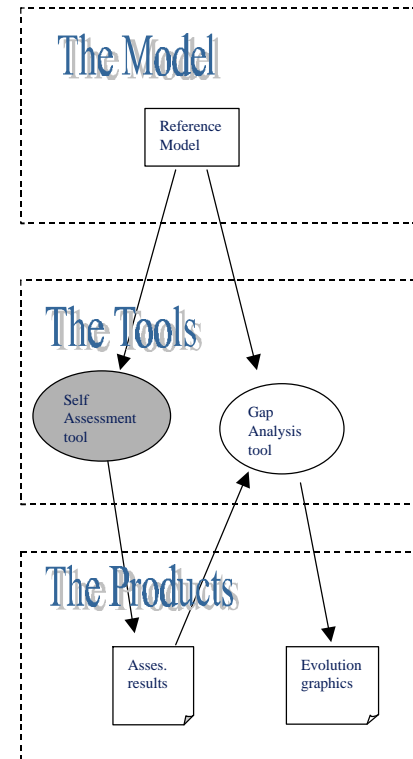 The Model
Reference
Model
The Tools
Self
Assessment
tool
Gap
Analysis
tool
The Products
Asses.
results
Evolution
graphics